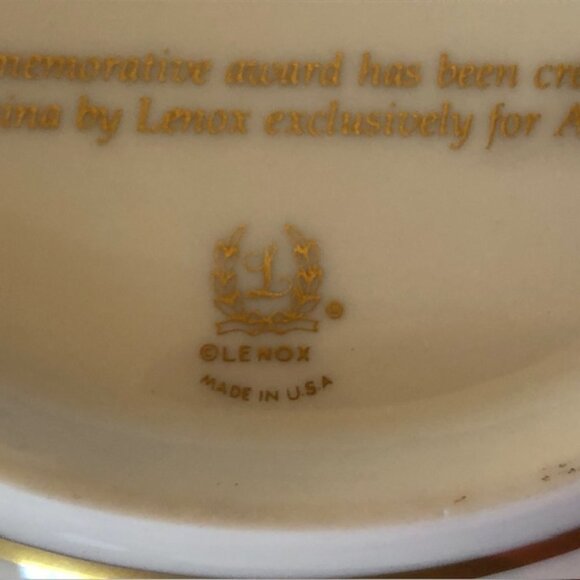 memorative award has been cr
ina by Lenox exclusively for A
L
®
©LENOX
MADE IN U.S.A